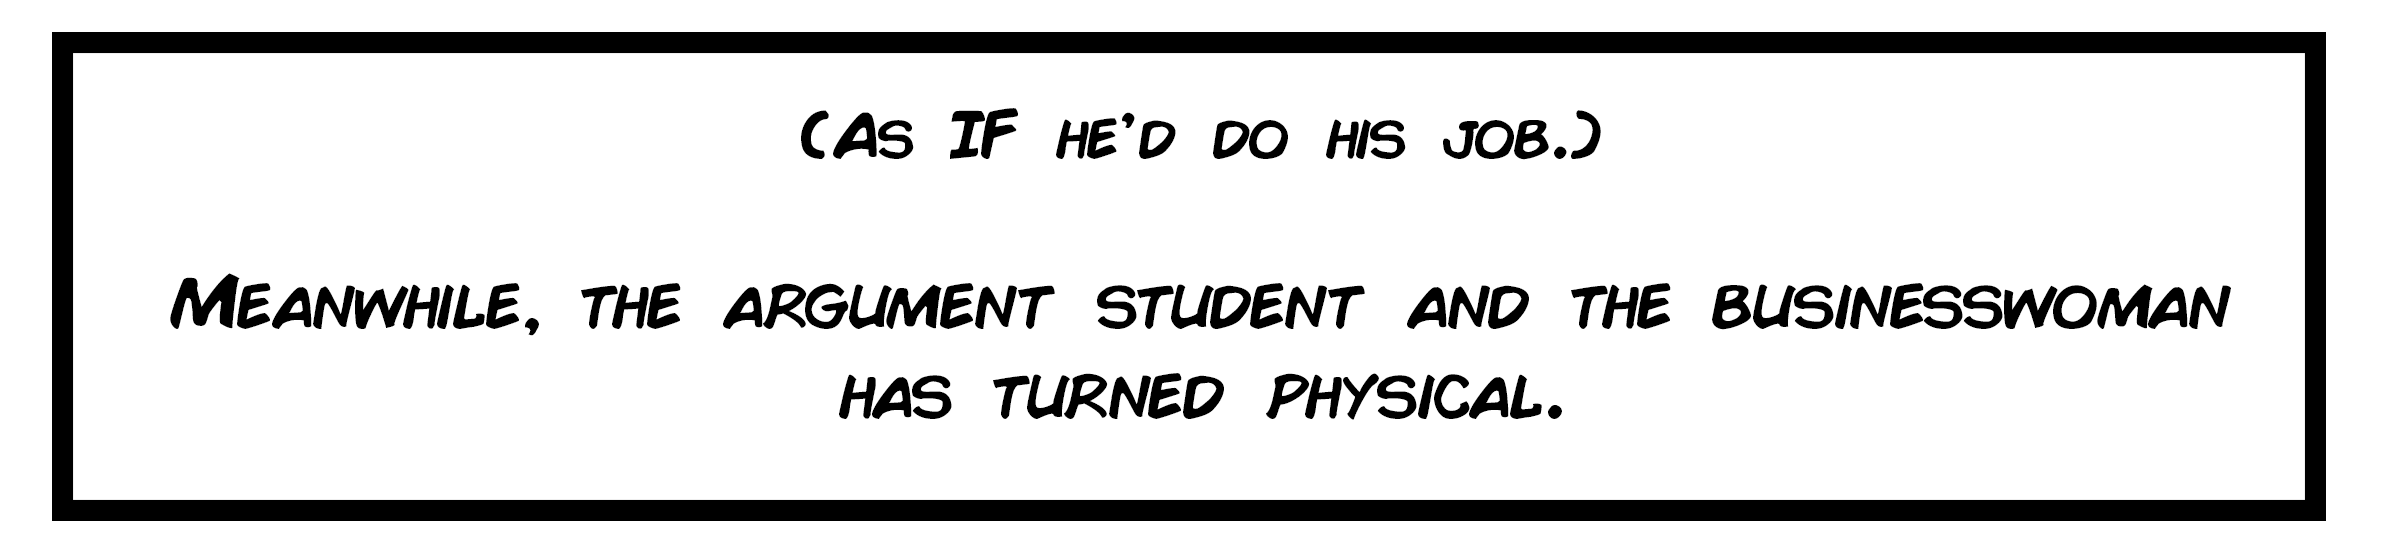 (As IF he'd do his job.)
Meanwhile, the argument student and the businesswoman
has turned physical.